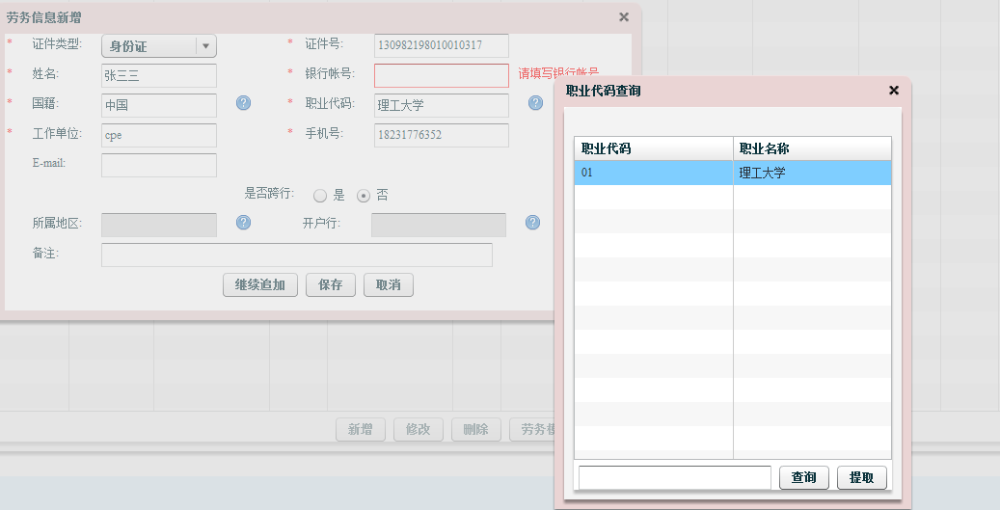 劳务信息新增
* 证件类型: 身份证 * 证件号: 130982198010010317
* 姓名: 张三三 * 银行帐号: 请填写银行帐号
* 国籍: 中国 * 职业代码: 理工大学
* 工作单位: cpe * 手机号: 18231776352
E-mail:
是否跨行: 是 否
所属地区: 开户行:
备注:
继续追加 保存 取消
新增 修改 删除 劳务
职业代码查询
职业代码 职业名称
01 理工大学
查询 提取